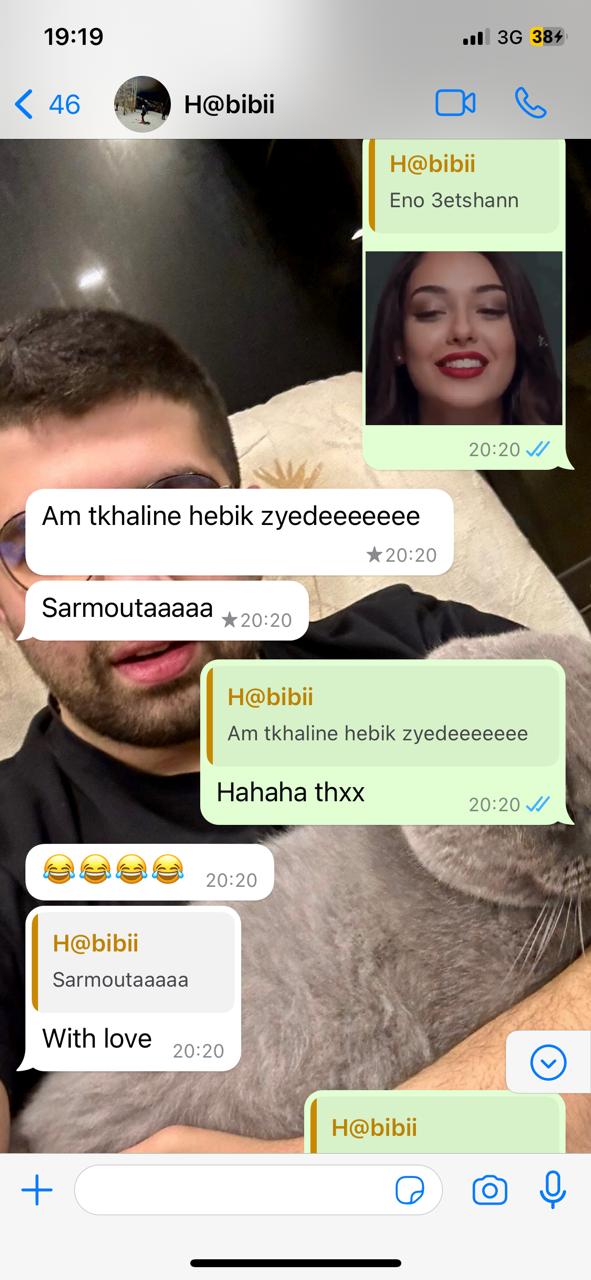 19:19
3G 38
46 H@bibii
H@bibii
Eno 3etshann
20:20
Am tkhaline hebik zyedeeeeeee
★20:20
Sarmoutaaaaa ★20:20
H@bibii
Am tkhaline hebik zyedeeeeeee
Hahaha thxx 20:20
😂😂😂😂 20:20
H@bibii
Sarmoutaaaaa
With love 20:20
H@bibii